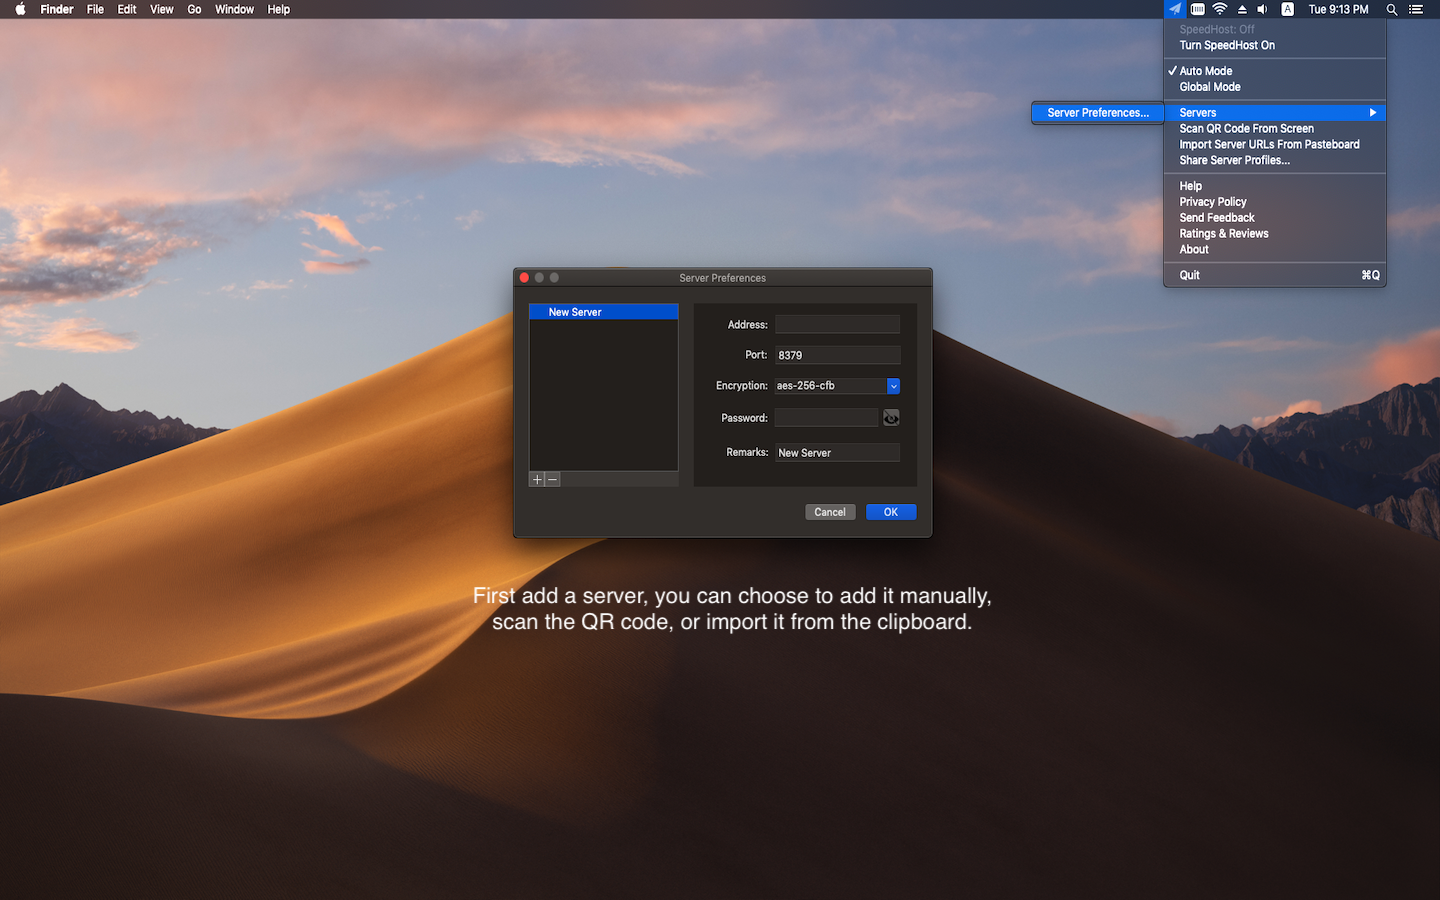 Finder File Edit View Go Window Help
A Tue 9:13 PM
SpeedHost: Off
Turn SpeedHost On
Auto Mode
Global Mode
Server Preferences...
Servers
Scan QR Code From Screen
Import Server URLs From Pasteboard
Share Server Profiles...
Help
Privacy Policy
Send Feedback
Ratings & Reviews
About
Quit ⌘Q
Server Preferences
New Server
Address:
Port: 8379
Encryption: aes-256-cfb
Password:
Remarks: New Server
Cancel OK
First add a server, you can choose to add it manually,
scan the QR code, or import it from the clipboard.